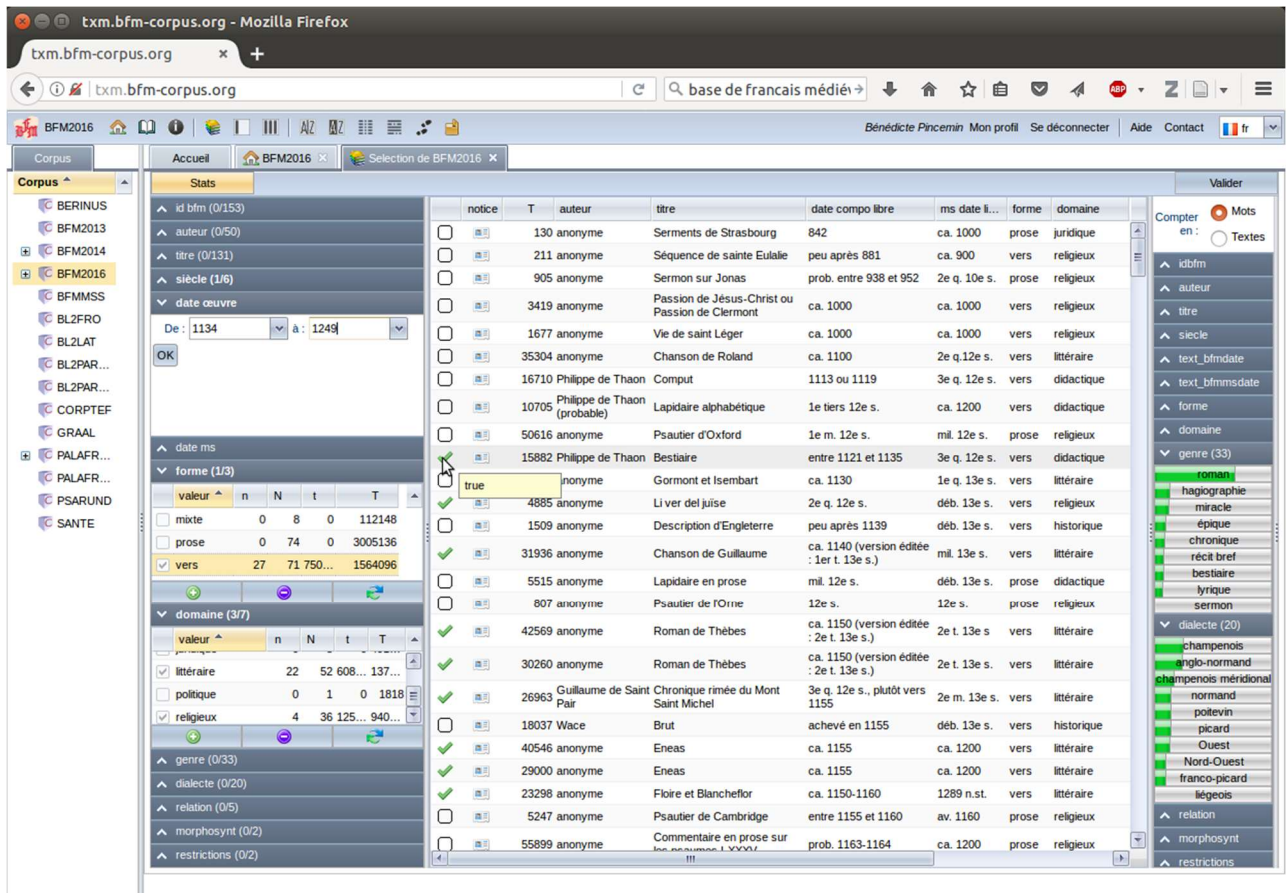 txm.bfm-corpus.org - Mozilla Firefox
txm.bfm-corpus.org × +
txm.bfm-corpus.org base de francais médiév
BFM2016 Bénédicte Pincemin Mon profil Se déconnecter Aide Contact fr
Corpus
Accueil BFM2016 Selection de BFM2016
Corpus
BERINUS
BFM2013
BFM2014
BFM2016
BFMMSS
BL2FRO
BL2LAT
BL2PAR...
BL2PAR...
CORPTEF
GRAAL
PALAFR...
PALAFR...
PSARUND
SANTE
Stats
Valider
id bfm (0/153)
auteur (0/50)
titre (0/131)
siècle (1/6)
date œuvre
De : 1134 à : 1249
OK
date ms
forme (1/3)
valeur n N t T
mixte 0 8 0 112148
prose 0 74 0 3005136
vers 27 71 750... 1564096
domaine (3/7)
valeur n N t T
littéraire 22 52 608... 137...
politique 0 1 0 1818
religieux 4 36 125... 940...
genre (0/33)
dialecte (0/20)
relation (0/5)
morphosynt (0/2)
restrictions (0/2)
notice T auteur titre date compo libre ms date li... forme domaine
130 anonyme Serments de Strasbourg 842 ca. 1000 prose juridique
211 anonyme Séquence de sainte Eulalie peu après 881 ca. 900 vers religieux
905 anonyme Sermon sur Jonas prob. entre 938 et 952 2e q. 10e s. prose religieux
3419 anonyme Passion de Jésus-Christ ou Passion de Clermont ca. 1000 ca. 1000 vers religieux
1677 anonyme Vie de saint Léger ca. 1000 ca. 1000 vers religieux
35304 anonyme Chanson de Roland ca. 1100 2e q.12e s. vers littéraire
16710 Philippe de Thaon Comput 1113 ou 1119 3e q. 12e s. vers didactique
10705 Philippe de Thaon (probable) Lapidaire alphabétique 1e tiers 12e s. ca. 1200 vers didactique
50616 anonyme Psautier d'Oxford 1e m. 12e s. mil. 12e s. prose religieux
15882 Philippe de Thaon Bestiaire entre 1121 et 1135 3e q. 12e s. vers didactique
true
anonyme Gormont et Isembart ca. 1130 1e q. 13e s. vers littéraire
4885 anonyme Li ver del juïse 2e q. 12e s. déb. 13e s. vers religieux
1509 anonyme Description d'Engleterre peu après 1139 déb. 13e s. vers historique
31936 anonyme Chanson de Guillaume ca. 1140 (version éditée : 1er t. 13e s.) mil. 13e s. vers littéraire
5515 anonyme Lapidaire en prose mil. 12e s. déb. 13e s. prose didactique
807 anonyme Psautier de l'Orne 12e s. 12e s. prose religieux
42569 anonyme Roman de Thèbes ca. 1150 (version éditée : 2e t. 13e s.) 2e t. 13e s vers littéraire
30260 anonyme Roman de Thèbes ca. 1150 (version éditée : 2e t. 13e s.) 2e t. 13e s. vers littéraire
26963 Guillaume de Saint Pair Chronique rimée du Mont Saint Michel 3e q. 12e s., plutôt vers 1155 2e m. 13e s. vers littéraire
18037 Wace Brut achevé en 1155 déb. 13e s. vers historique
40546 anonyme Eneas ca. 1155 ca. 1200 vers littéraire
29000 anonyme Eneas ca. 1155 ca. 1200 vers littéraire
23298 anonyme Floire et Blancheflor ca. 1150-1160 1289 n.st. vers littéraire
5247 anonyme Psautier de Cambridge entre 1155 et 1160 av. 1160 prose religieux
55899 anonyme Commentaire en prose sur prob. 1163-1164 ca. 1200 prose religieux
Compter en : Mots
Textes
idbfm
auteur
titre
siecle
text_bfmdate
text_bfmmsdate
forme
domaine
genre (33)
roman
hagiographie
miracle
épique
chronique
récit bref
bestiaire
lyrique
sermon
dialecte (20)
champenois
anglo-normand
champenois méridional
normand
poitevin
picard
Ouest
Nord-Ouest
franco-picard
liégeois
relation
morphosynt
restrictions